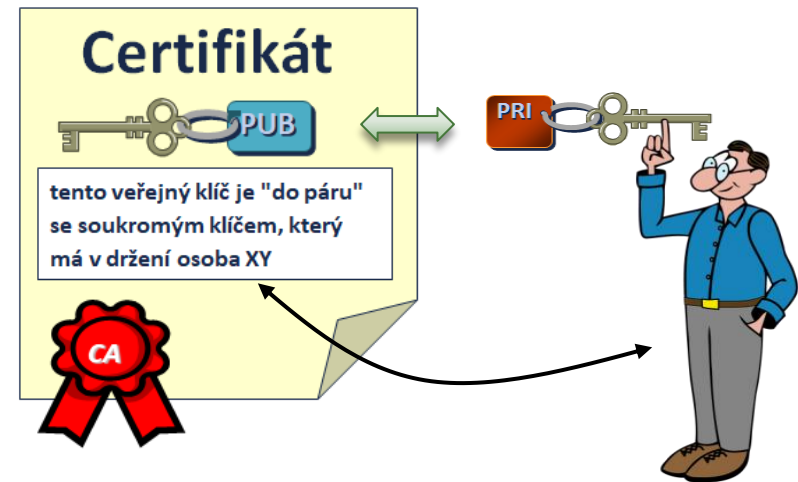 Certifikát
PUB
PRI
tento veřejný klíč je "do páru"
se soukromým klíčem, který
má v držení osoba XY
CA